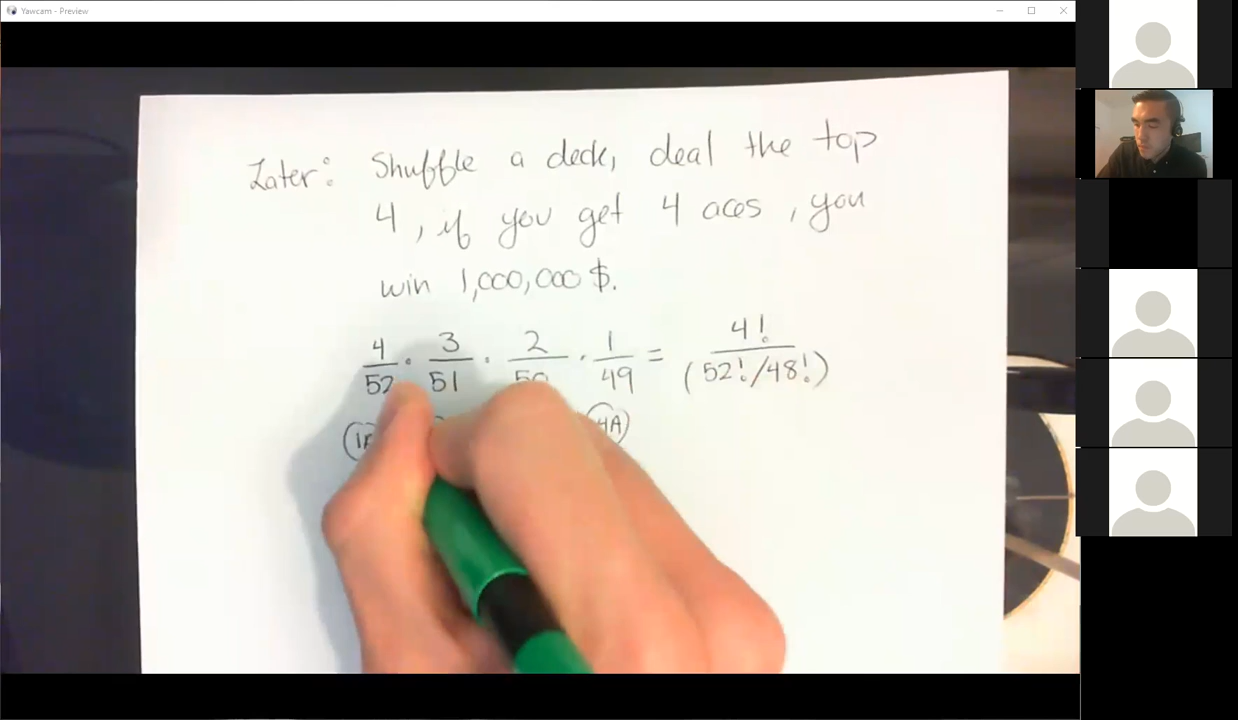 Yawcam - Preview
Later: Shuffle a deck, deal the top
4, if you get 4 aces, you
win 1,000,000$.
4/52 · 3/51 · 2/50 · 1/49 = 4!/(52!/48!)
4A